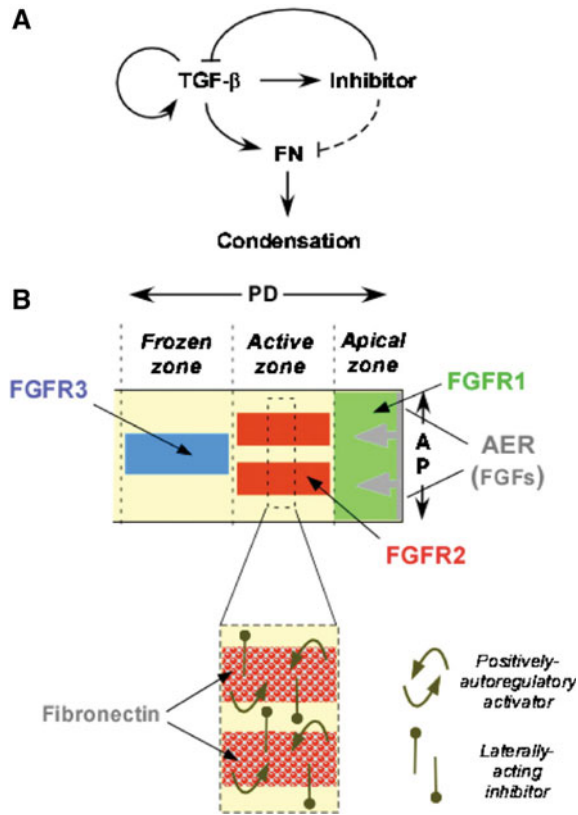 A
TGF-β
Inhibitor
FN
Condensation
B
PD
Frozen
zone
Active
zone
Apical
zone
FGFR3
FGFR1
A
P
AER
(FGFs)
FGFR2
Fibronectin
Positively-
autoregulatory
activator
Laterally-
acting
inhibitor